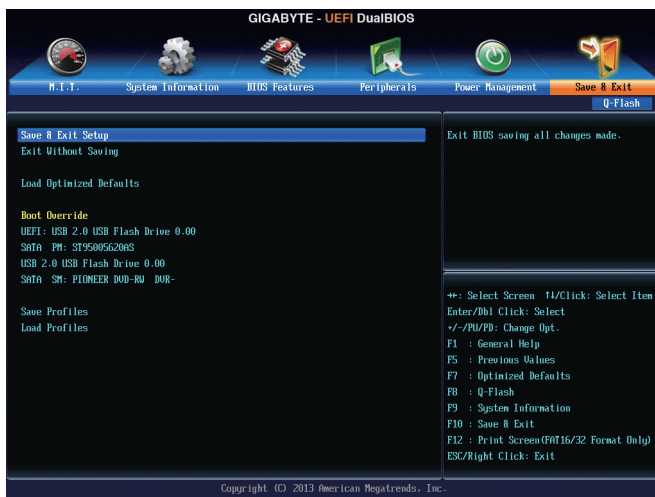 GIGABYTE - UEFI DualBIOS
M.I.T.
System Information
BIOS Features
Peripherals
Power Management
Save & Exit
Q-Flash
Save & Exit Setup
Exit Without Saving
Load Optimized Defaults
Boot Override
UEFI: USB 2.0 USB Flash Drive 0.00
SATA PM: ST95005620AS
USB 2.0 USB Flash Drive 0.00
SATA SM: PIONEER DVD-RW DVR-
Save Profiles
Load Profiles
Exit BIOS saving all changes made.
→←: Select Screen ↑↓/Click: Select Item
Enter/Dbl Click: Select
+/-/PU/PD: Change Opt.
F1 : General Help
F5 : Previous Values
F7 : Optimized Defaults
F8 : Q-Flash
F9 : System Information
F10 : Save & Exit
F12 : Print Screen(FAT16/32 Format Only)
ESC/Right Click: Exit
Copyright (C) 2013 American Megatrends, Inc.